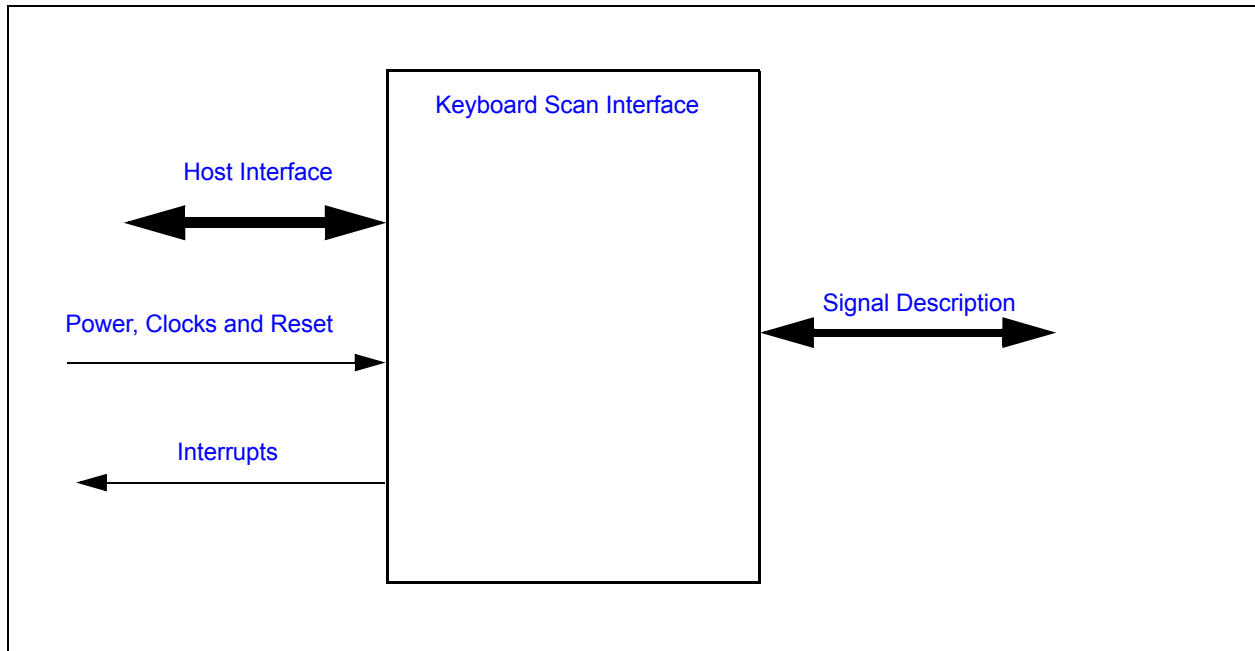 Keyboard Scan Interface
Host Interface
Signal Description
Power, Clocks and Reset
Interrupts